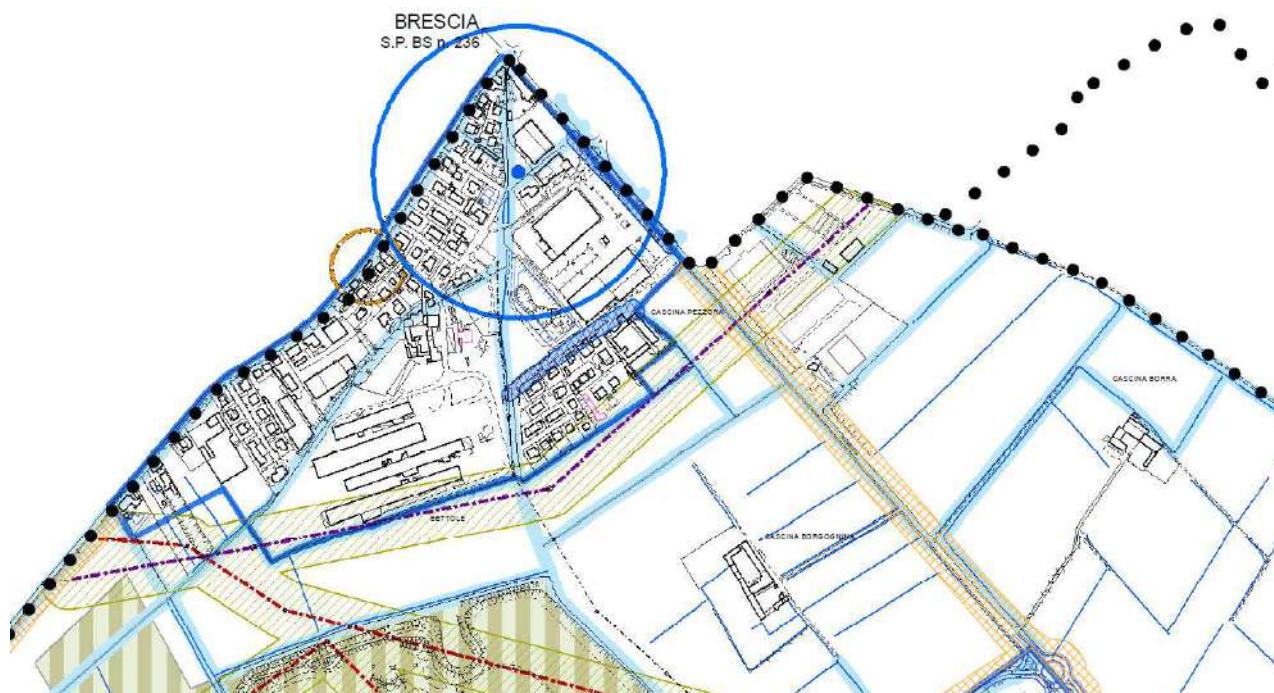 BRESCIA
S.P. BS n. 236
CASCINA PEZZORA
CASCINA BORRA
BETTOLE
CASCINA BORGOGNINA